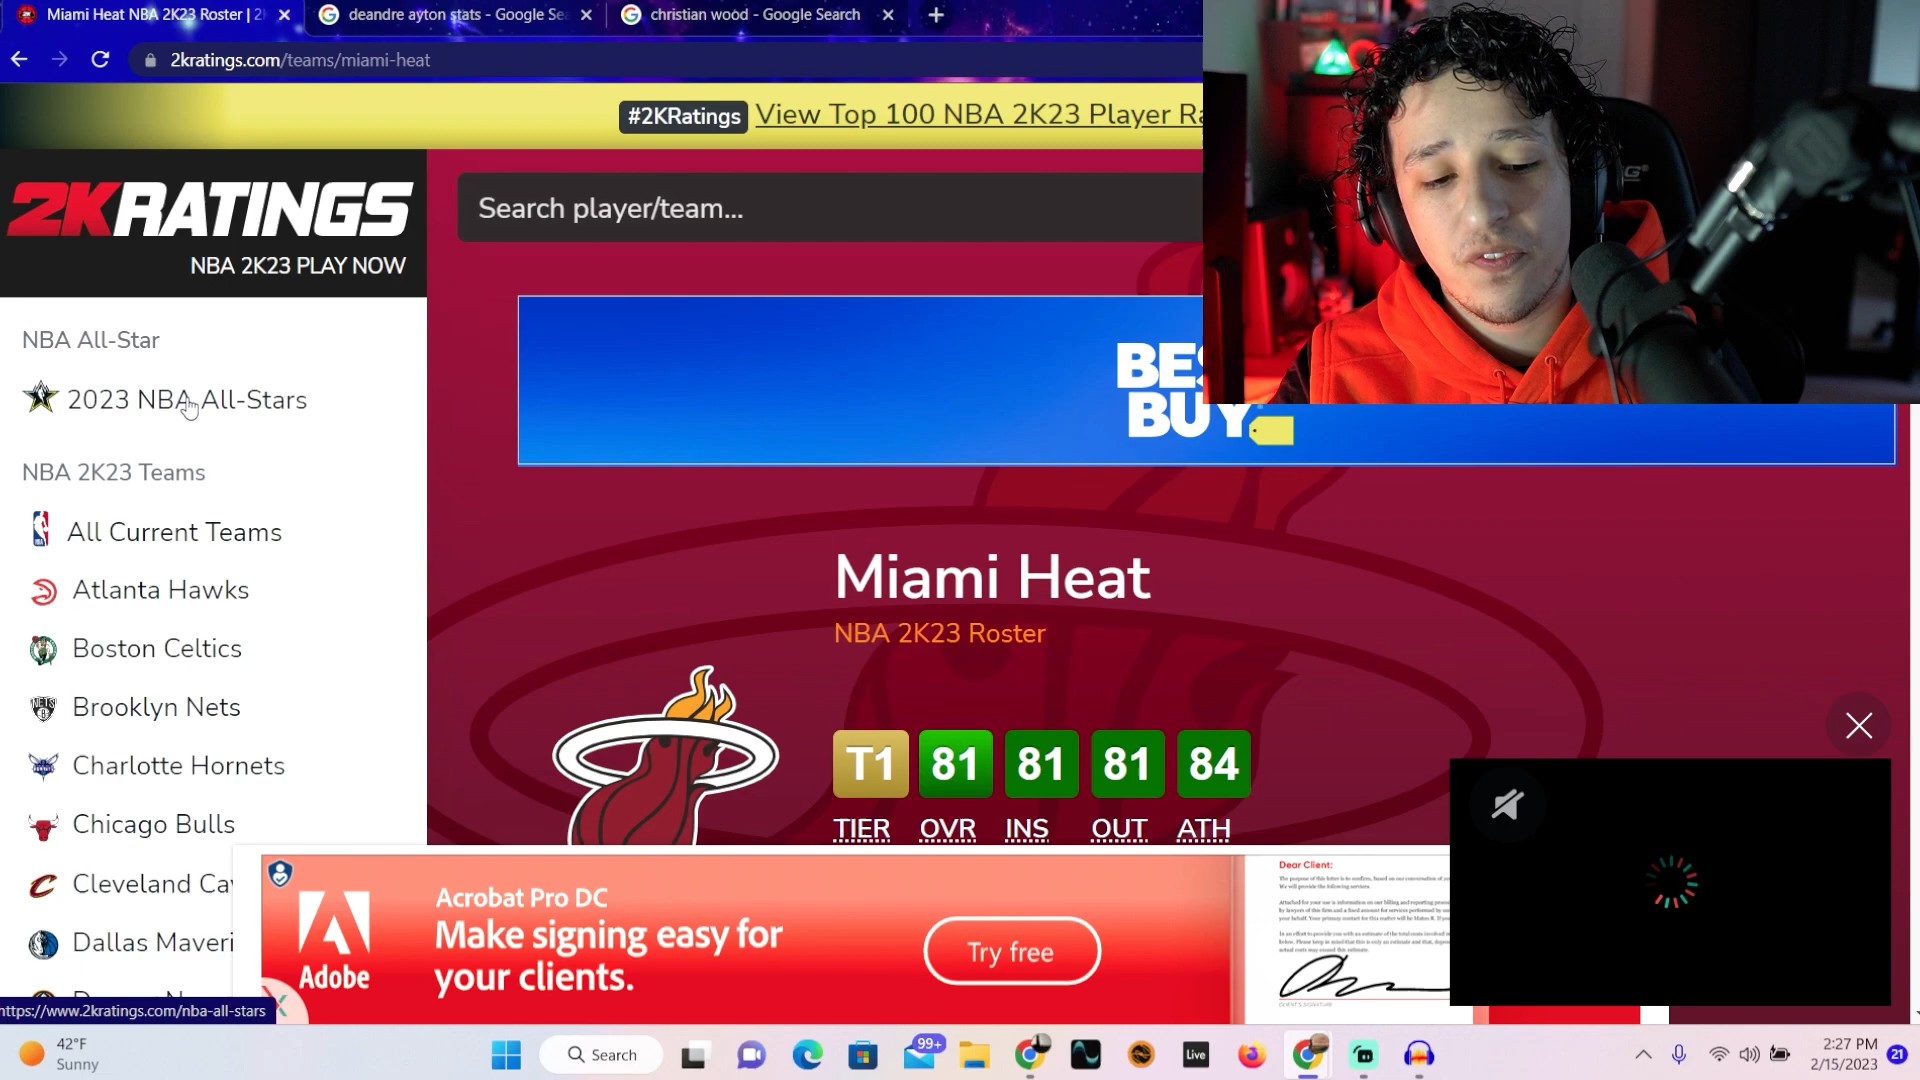 Miami Heat NBA 2K23 Roster | 2
deandre ayton stats - Google Se
christian wood - Google Search
2kratings.com/teams/miami-heat
#2KRatings View Top 100 NBA 2K23 Player Ra
2KRATINGS
NBA 2K23 PLAY NOW
Search player/team...
NBA All-Star
2023 NBA All-Stars
NBA 2K23 Teams
All Current Teams
Atlanta Hawks
Boston Celtics
Brooklyn Nets
Charlotte Hornets
Chicago Bulls
Cleveland Ca
Dallas Maveri
https://www.2kratings.com/nba-all-stars
BES
BUY
Miami Heat
NBA 2K23 Roster
T1 81 81 81 84
TIER OVR INS OUT ATH
Adobe
Acrobat Pro DC
Make signing easy for
your clients.
Try free
Dear Client:
42°F
Sunny
Search
99+
Live
2:27 PM
2/15/2023
21